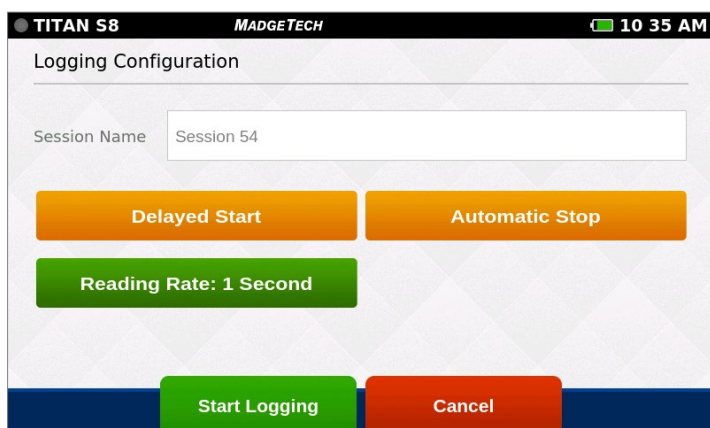 TITAN S8 MADGETECH 10 35 AM
Logging Configuration
Session Name Session 54
Delayed Start Automatic Stop
Reading Rate: 1 Second
Start Logging Cancel